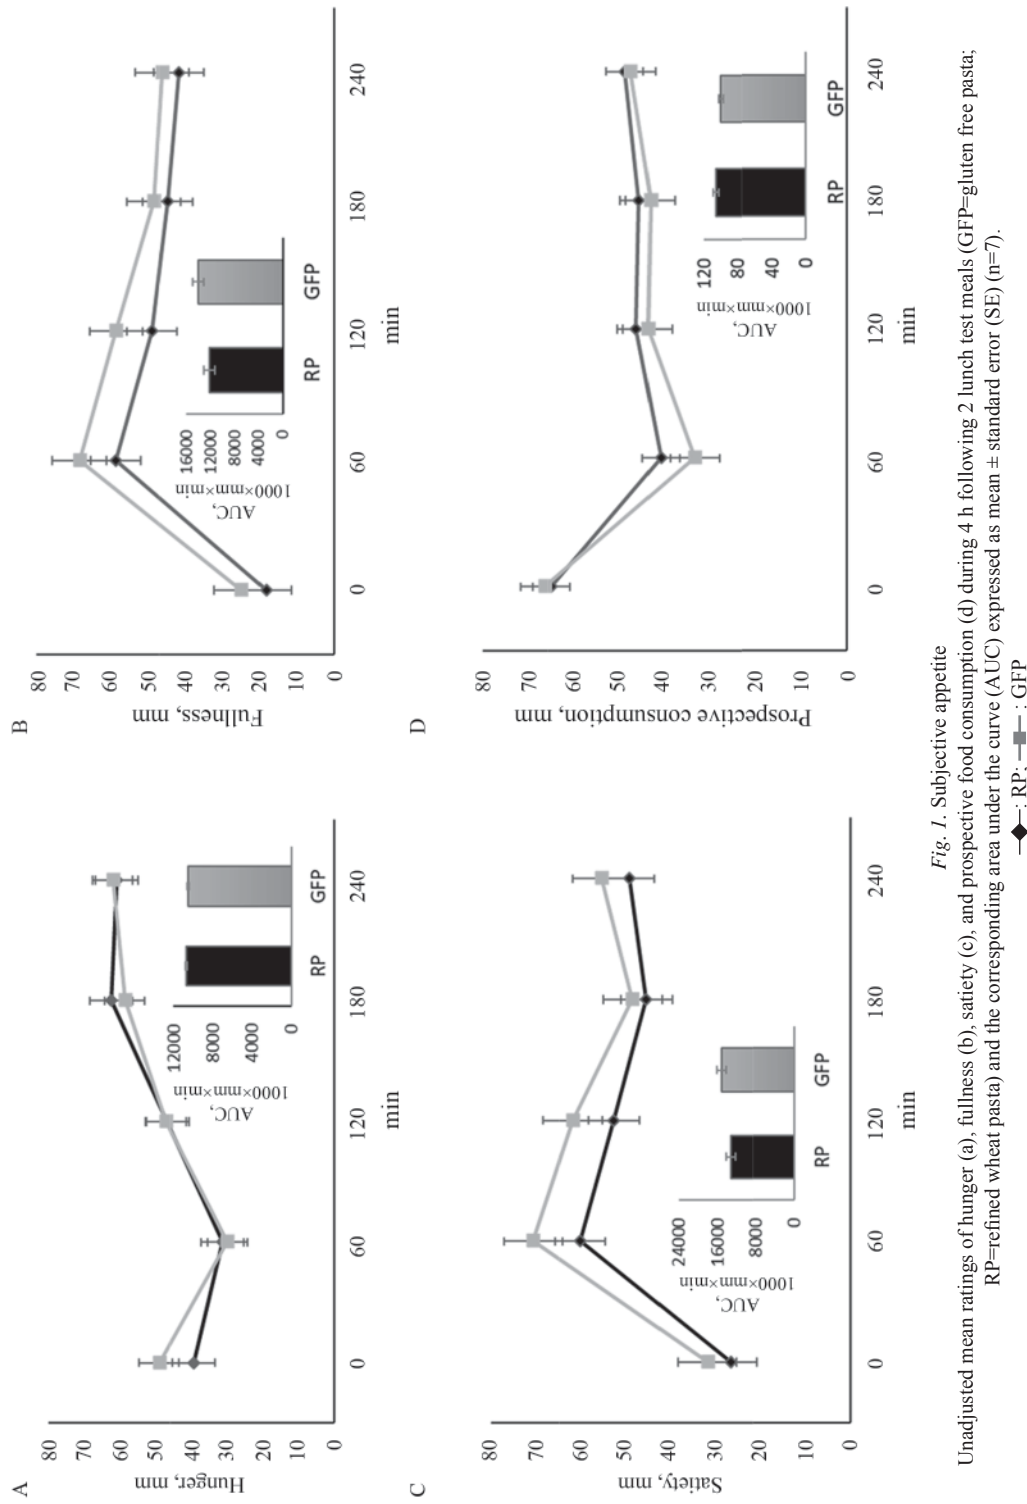 A
Hunger, mm
80
70
60
50
40
30
20
10
0
0
60
120
180
240
min
AUC,
1000×mm×min
12000
8000
4000
0
RP
GFP
B
Fullness, mm
80
70
60
50
40
30
20
10
0
0
60
120
180
240
min
AUC,
1000×mm×min
16000
12000
8000
4000
0
RP
GFP
C
Satiety, mm
80
70
60
50
40
30
20
10
0
0
60
120
180
240
min
AUC,
1000×mm×min
24000
16000
8000
0
RP
GFP
D
Prospective consumption, mm
80
70
60
50
40
30
20
10
0
0
60
120
180
240
min
AUC,
1000×mm×min
120
80
40
0
RP
GFP
Fig. 1. Subjective appetite
Unadjusted mean ratings of hunger (a), fullness (b), satiety (c), and prospective food consumption (d) during 4 h following 2 lunch test meals (GFP=gluten free pasta;
RP=refined wheat pasta) and the corresponding area under the curve (AUC) expressed as mean ± standard error (SE) (n=7).
: RP; : GFP